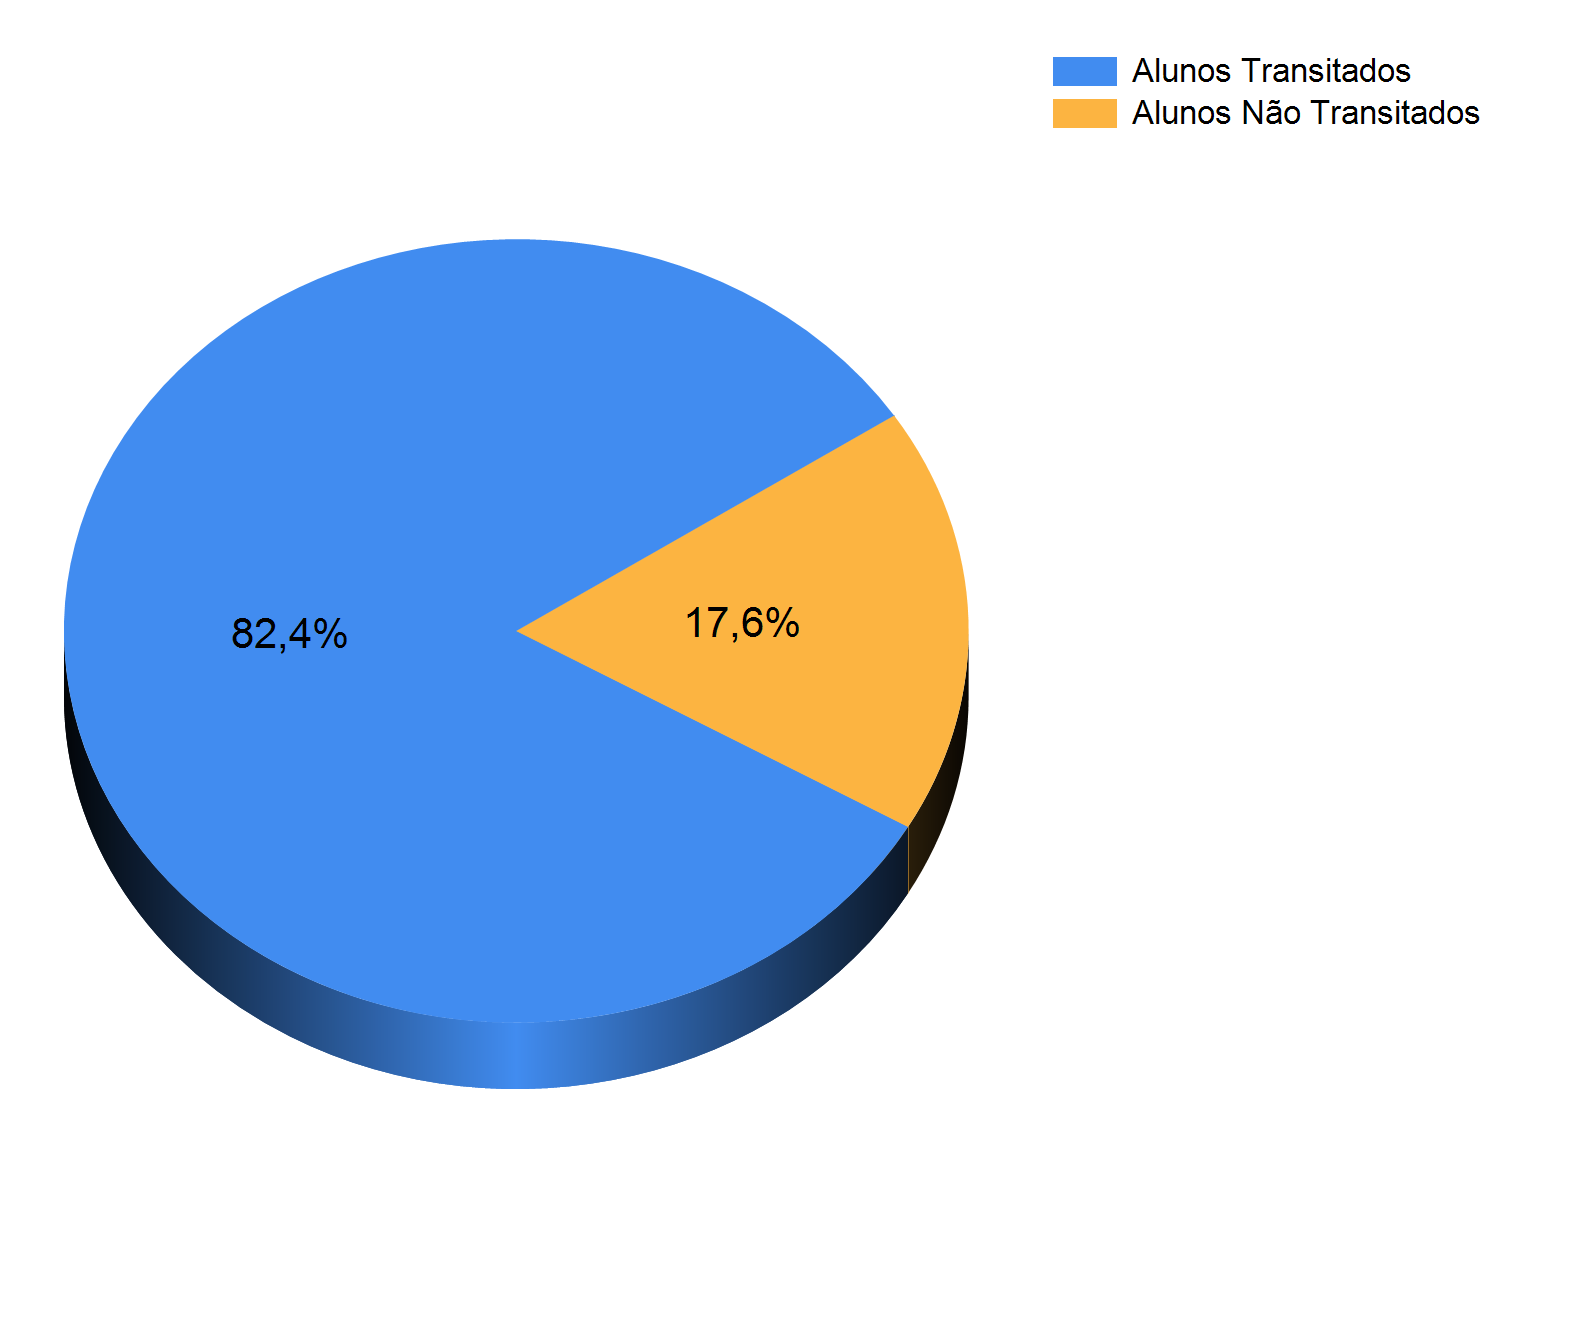 Alunos Transitados
Alunos Não Transitados
82,4%
17,6%